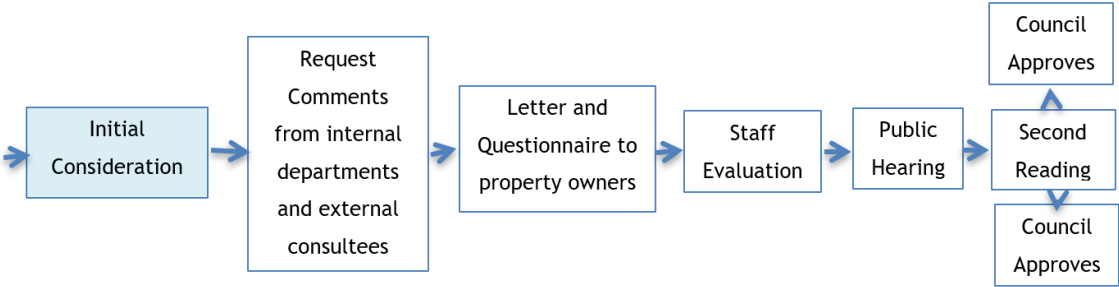 Initial
Consideration
Request
Comments
from internal
departments
and external
consultees
Letter and
Questionnaire to
property owners
Staff
Evaluation
Public
Hearing
Second
Reading
Council
Approves
Council
Approves